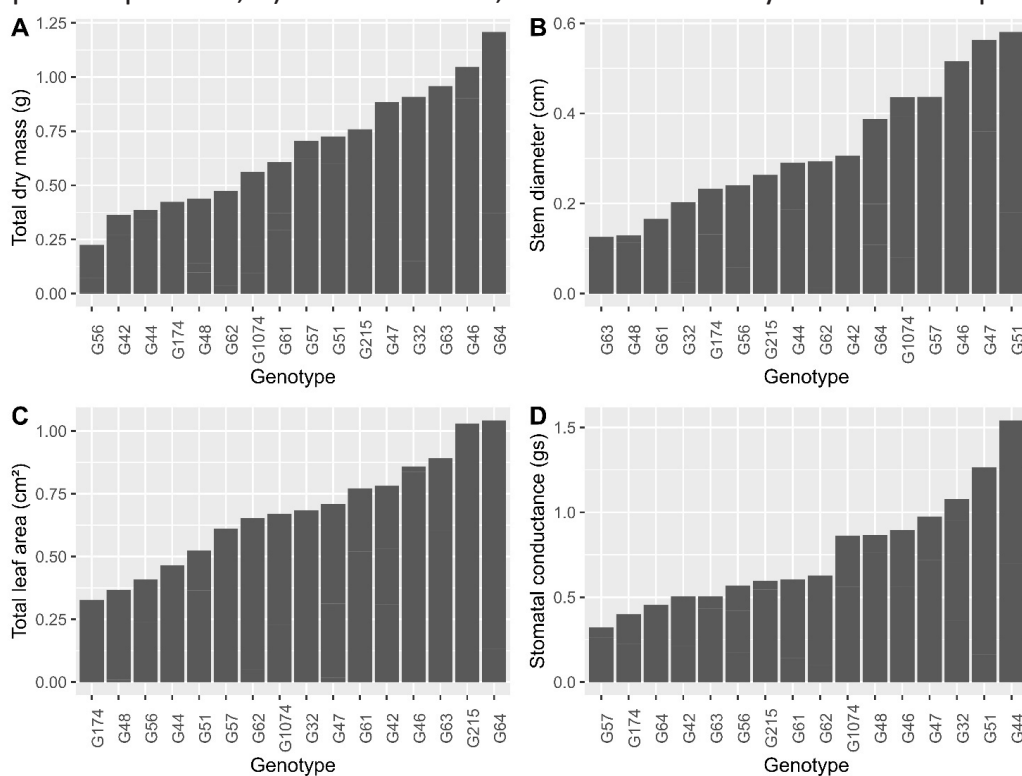 A
Total dry mass (g)
1.25
1.00
0.75
0.50
0.25
0.00
G56 G42 G44 G174 G48 G62 G1074 G61 G57 G51 G215 G47 G32 G63 G46 G64
Genotype
B
Stem diameter (cm)
0.6
0.4
0.2
0.0
G63 G48 G61 G32 G174 G56 G215 G44 G62 G42 G64 G1074 G57 G46 G47 G51
Genotype
C
Total leaf area (cm²)
1.00
0.75
0.50
0.25
0.00
G174 G48 G56 G44 G51 G57 G62 G1074 G32 G47 G61 G42 G46 G63 G215 G64
Genotype
D
Stomatal conductance (gs)
1.5
1.0
0.5
0.0
G57 G174 G64 G42 G63 G56 G215 G61 G62 G1074 G48 G46 G47 G32 G51 G44
Genotype